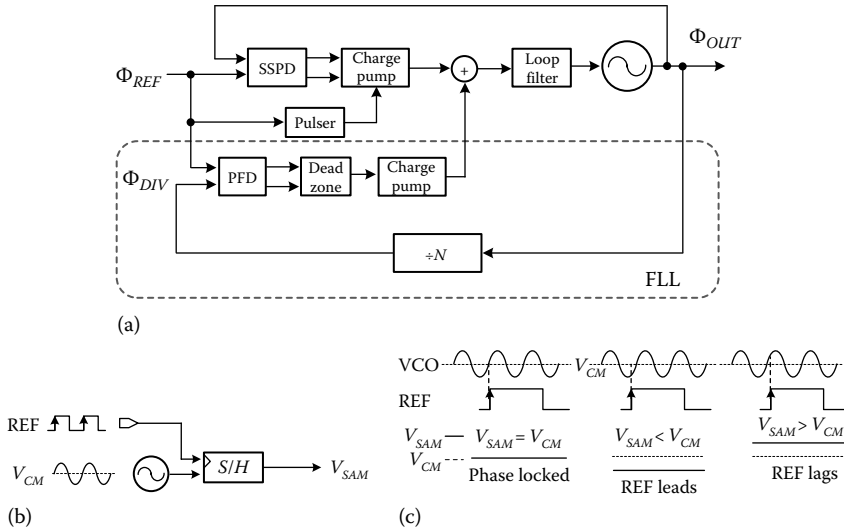 Φ_REF
SSPD
Charge
pump
+
Loop
filter
Φ_OUT
Pulser
Φ_DIV
PFD
Dead
zone
Charge
pump
÷N
FLL
(a)
REF
V_CM
S/H
V_SAM
(b)
VCO
V_CM
REF
V_SAM
V_CM
V_SAM = V_CM
Phase locked
V_SAM < V_CM
REF leads
V_SAM > V_CM
REF lags
(c)